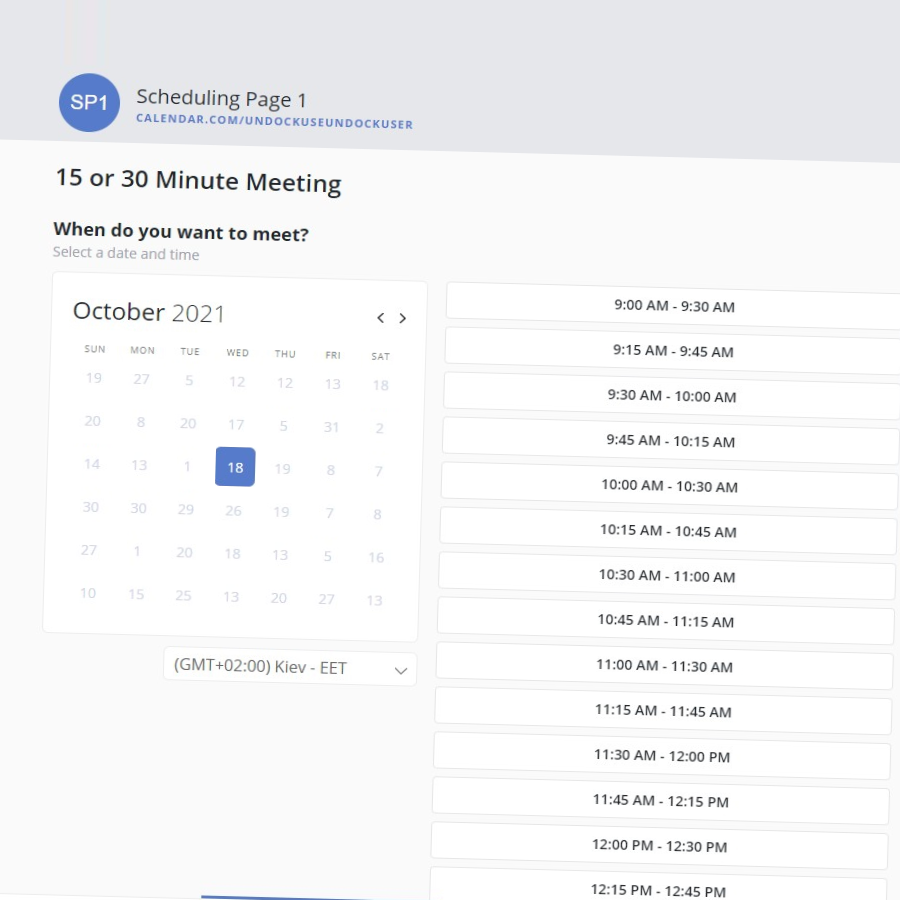 SP1
Scheduling Page 1
CALENDAR.COM/UNDOCKUSEUNDOCKUSER
15 or 30 Minute Meeting
When do you want to meet?
Select a date and time
October 2021
SUN MON TUE WED THU FRI SAT
19 27 5 12 12 13 18
20 8 20 17 5 31 2
14 13 1 18 19 8 7
30 30 29 26 19 7 8
27 1 20 18 13 5 16
10 15 25 13 20 27 13
(GMT+02:00) Kiev - EET
9:00 AM - 9:30 AM
9:15 AM - 9:45 AM
9:30 AM - 10:00 AM
9:45 AM - 10:15 AM
10:00 AM - 10:30 AM
10:15 AM - 10:45 AM
10:30 AM - 11:00 AM
10:45 AM - 11:15 AM
11:00 AM - 11:30 AM
11:15 AM - 11:45 AM
11:30 AM - 12:00 PM
11:45 AM - 12:15 PM
12:00 PM - 12:30 PM
12:15 PM - 12:45 PM